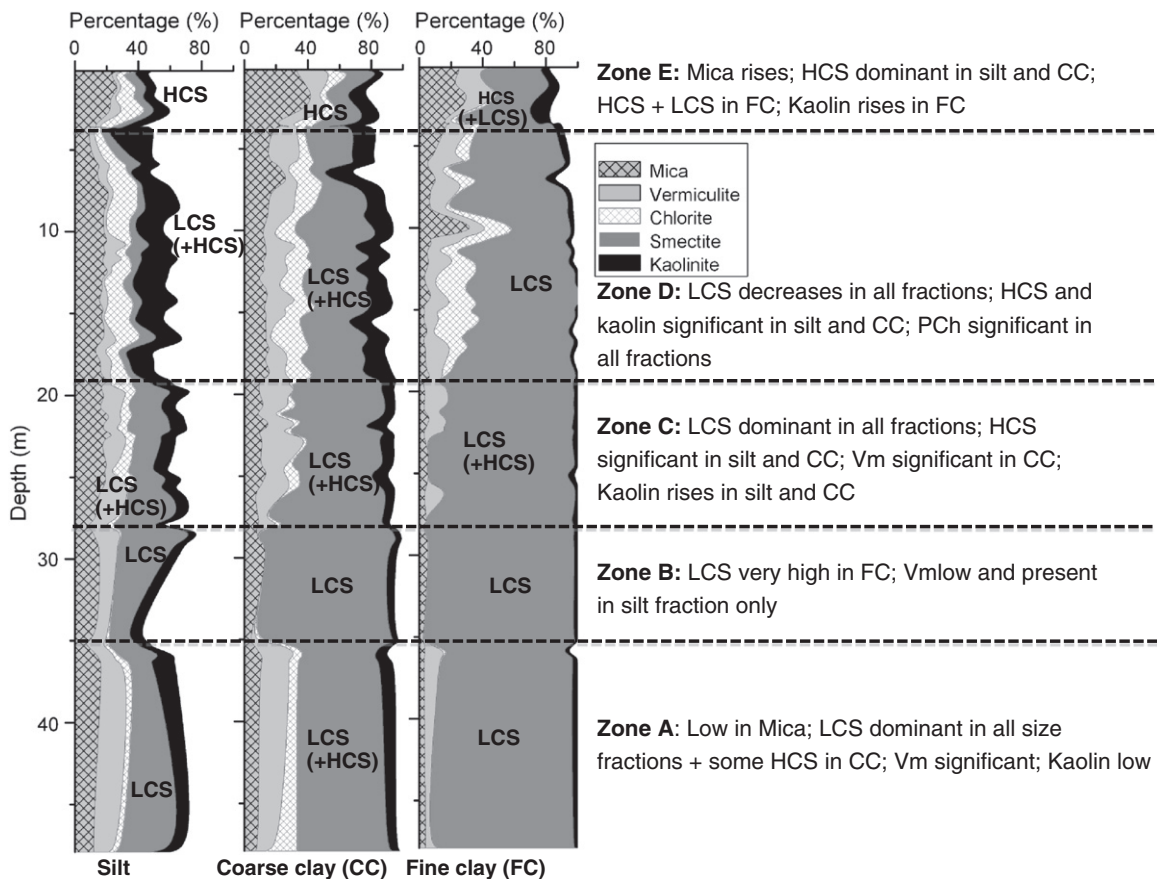 Percentage (%) Percentage (%) Percentage (%)
0 40 80 0 40 80 0 40 80
Zone E: Mica rises; HCS dominant in silt and CC;
HCS + LCS in FC; Kaolin rises in FC
HCS
HCS
HCS
(+LCS)
Mica
Vermiculite
Chlorite
Smectite
Kaolinite
LCS
(+HCS)
LCS
(+HCS
LCS
Zone D: LCS decreases in all fractions; HCS and
kaolin significant in silt and CC; PCh significant in
all fractions
Depth (m)
10
20
30
40
LCS
(+HCS)
LCS
(+HCS)
LCS
(+HCS)
Zone C: LCS dominant in all fractions; HCS
significant in silt and CC; Vm significant in CC;
Kaolin rises in silt and CC
LCS
LCS
LCS
Zone B: LCS very high in FC; Vmlow and present
in silt fraction only
LCS
LCS
(+HCS)
LCS
Zone A: Low in Mica; LCS dominant in all size
fractions + some HCS in CC; Vm significant; Kaolin low
Silt Coarse clay (CC) Fine clay (FC)